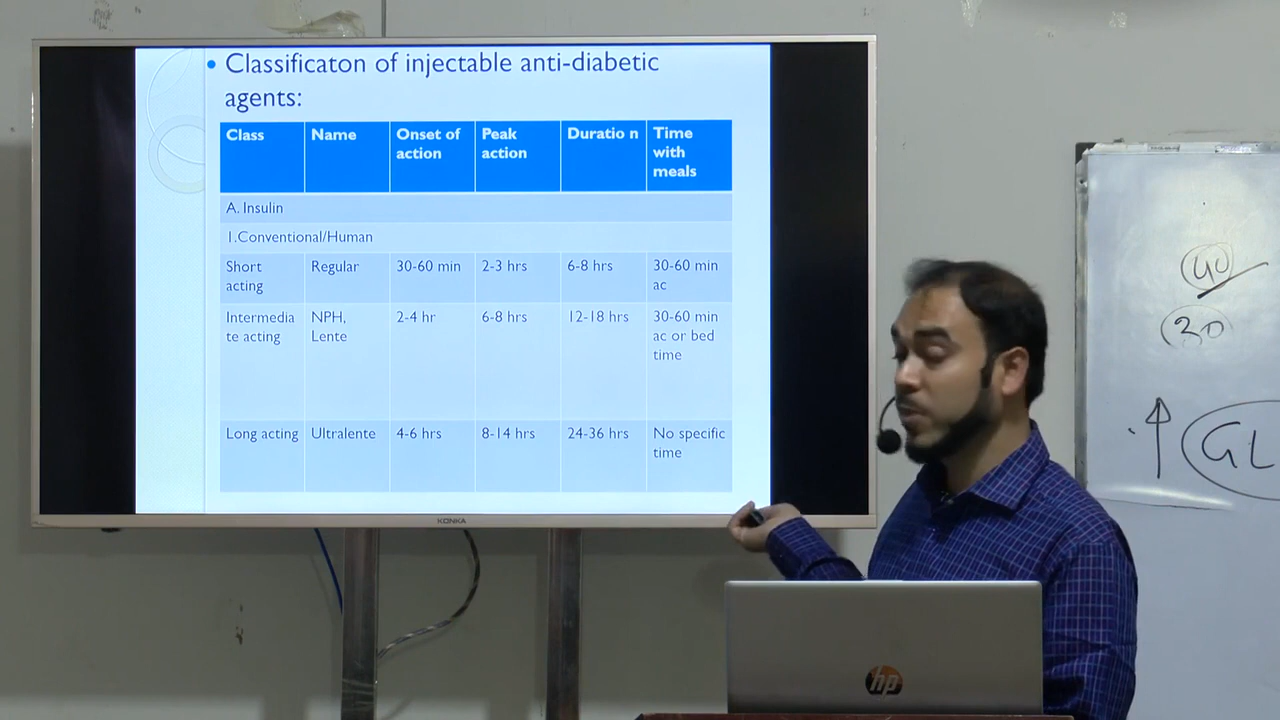 • Classificaton of injectable anti-diabetic
agents:
Class Name Onset of action Peak action Duratio n Time with meals
A. Insulin
1.Conventional/Human
Short acting Regular 30-60 min 2-3 hrs 6-8 hrs 30-60 min ac
Intermedia te acting NPH, Lente 2-4 hr 6-8 hrs 12-18 hrs 30-60 min ac or bed time
Long acting Ultralente 4-6 hrs 8-14 hrs 24-36 hrs No specific time
KONKA
hp
40
30
↑ GL